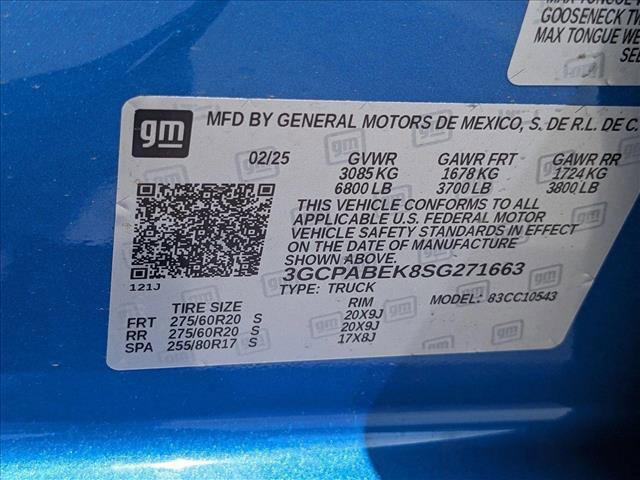 GOOSENECK TW
MAX TONGUE WE
SEE
gm
MFD BY GENERAL MOTORS DE MEXICO, S. DE R.L. DE C.
02/25 GVWR GAWR FRT GAWR RR
3085 KG 1678 KG 1724 KG
6800 LB 3700 LB 3800 LB
THIS VEHICLE CONFORMS TO ALL
APPLICABLE U.S. FEDERAL MOTOR
VEHICLE SAFETY STANDARDS IN EFFECT
ON THE DATE OF MANUFACTURE
SHOWN ABOVE.
3GCPABEK8SG271663
121J
TYPE: TRUCK MODEL: 83CC10543
TIRE SIZE RIM
FRT 275/60R20 S 20X9J
RR 275/60R20 S 20X9J
SPA 255/80R17 S 17X8J